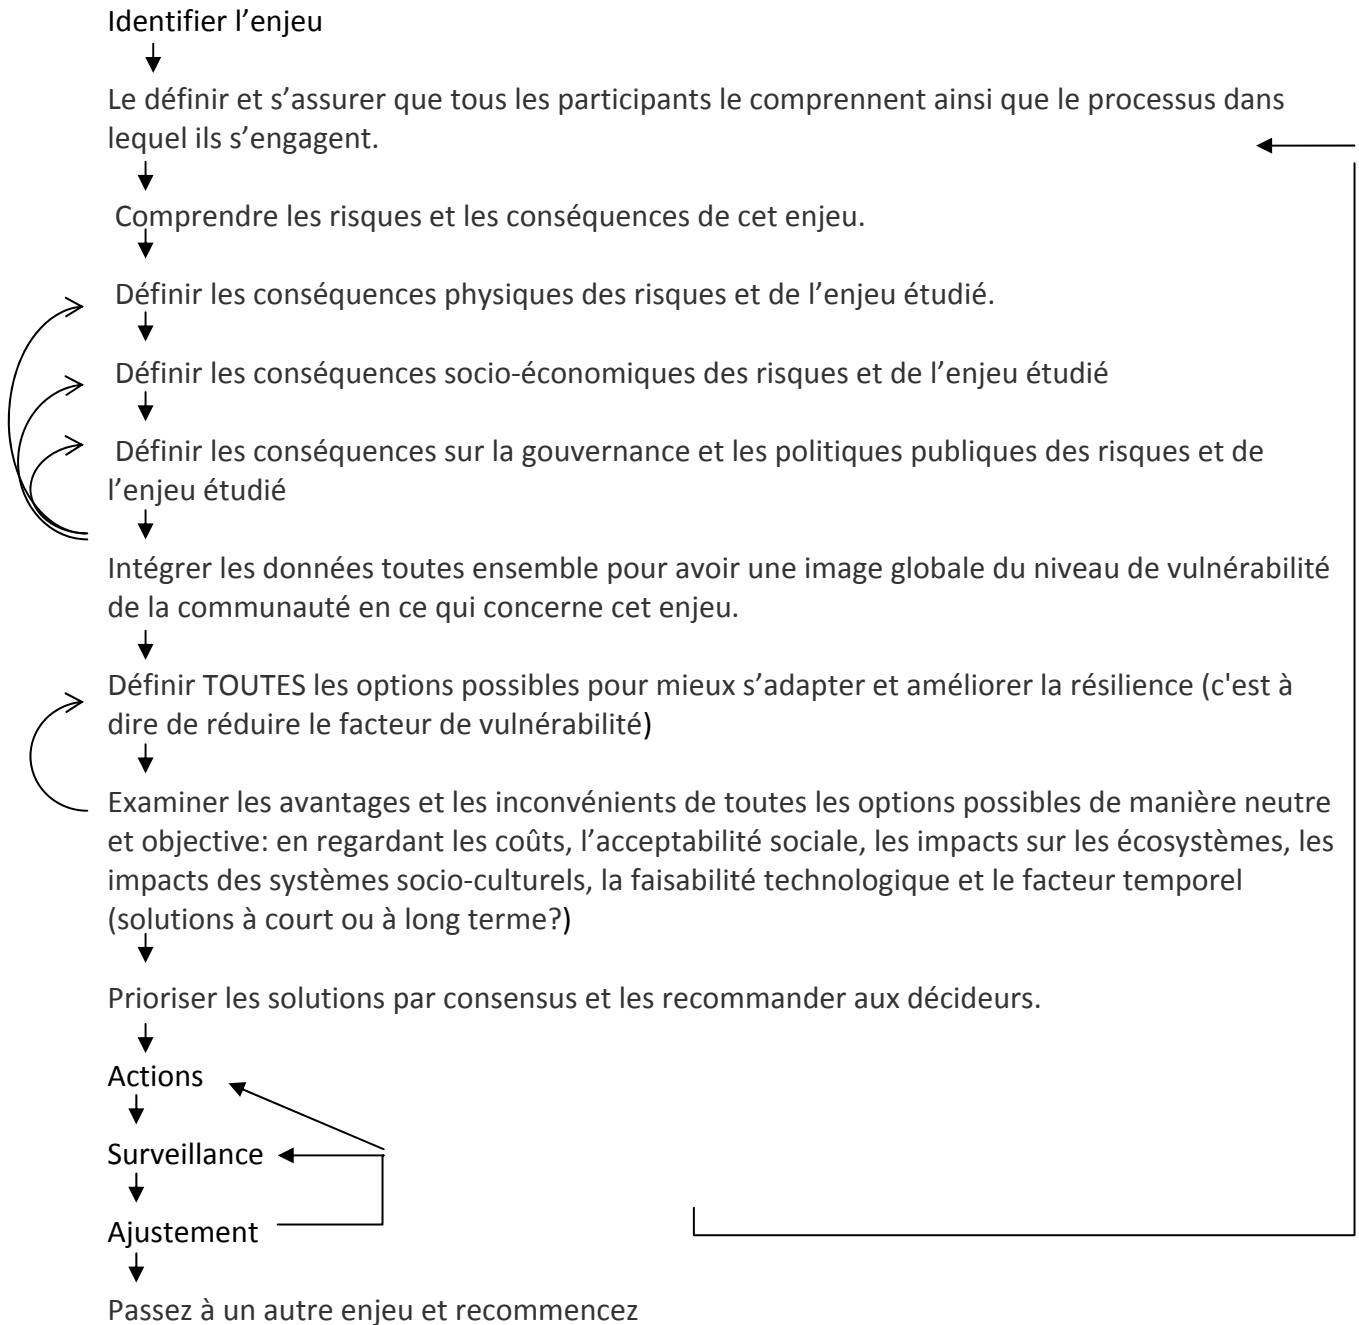 Identifier l’enjeu
Le définir et s’assurer que tous les participants le comprennent ainsi que le processus dans
lequel ils s’engagent.
Comprendre les risques et les conséquences de cet enjeu.
Définir les conséquences physiques des risques et de l’enjeu étudié.
Définir les conséquences socio-économiques des risques et de l’enjeu étudié
Définir les conséquences sur la gouvernance et les politiques publiques des risques et de
l’enjeu étudié
Intégrer les données toutes ensemble pour avoir une image globale du niveau de vulnérabilité
de la communauté en ce qui concerne cet enjeu.
Définir TOUTES les options possibles pour mieux s’adapter et améliorer la résilience (c'est à
dire de réduire le facteur de vulnérabilité)
Examiner les avantages et les inconvénients de toutes les options possibles de manière neutre
et objective: en regardant les coûts, l’acceptabilité sociale, les impacts sur les écosystèmes, les
impacts des systèmes socio-culturels, la faisabilité technologique et le facteur temporel
(solutions à court ou à long terme?)
Prioriser les solutions par consensus et les recommander aux décideurs.
Actions
Surveillance
Ajustement
Passez à un autre enjeu et recommencez